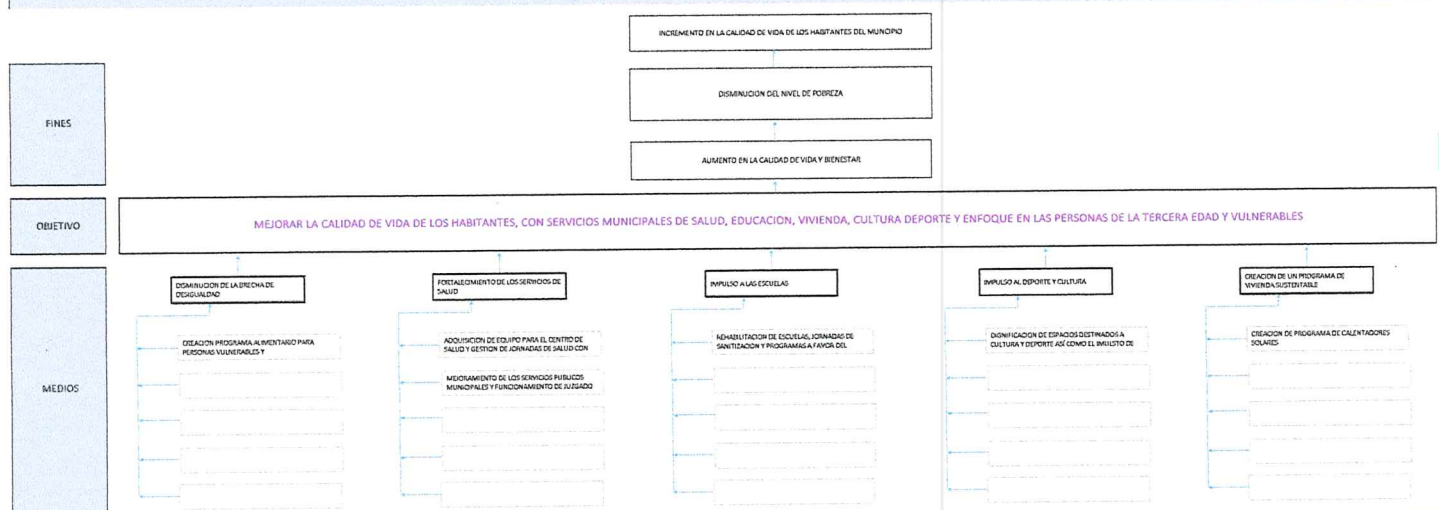 INCREMENTO EN LA CALIDAD DE VIDA DE LOS HABITANTES DEL MUNCIPIO
FINES
DISMINUCION DEL NIVEL DE POBREZA
AUMENTO EN LA CALIDAD DE VIDA Y BIENESTAR
OBJETIVO
MEJORAR LA CALIDAD DE VIDA DE LOS HABITANTES, CON SERVICIOS MUNICIPALES DE SALUD, EDUCACION, VIVIENDA, CULTURA DEPORTE Y ENFOQUE EN LAS PERSONAS DE LA TERCERA EDAD Y VULNERABLES
MEDIOS
DISMINUCION DE LA BRECHA DE
DESIGUALDAD
CREACION PROGRAMA ALIMENTARIO PARA
PERSONAS VULNERABLES Y
FORTALECIMIENTO DE LOS SERVICIOS DE
SALUD
ADQUISICION DE EQUIPO PARA EL CENTRO DE
SALUD Y GESTION DE JORNADAS DE SALUD CON
MEJORAMIENTO DE LOS SERVICIOS PUBLICOS
MUNICIPALES Y FUNCIONAMIENTO DE JUZGADO
IMPULSO A LAS ESCUELAS
REHABILITACION DE ESCUELAS, JORNADAS DE
SANITIZACION Y PROGRAMAS A FAVOR DEL
IMPULSO AL DEPORTE Y CULTURA
DIGNIFICACION DE ESPACIOS DESTINADOS A
CULTURA Y DEPORTE ASÍ COMO EL DE
CREACION DE UN PROGRAMA DE
VIVIENDA SUSTENTABLE
CREACION DE PROGRAMA DE CALENTADORES
SOLARES